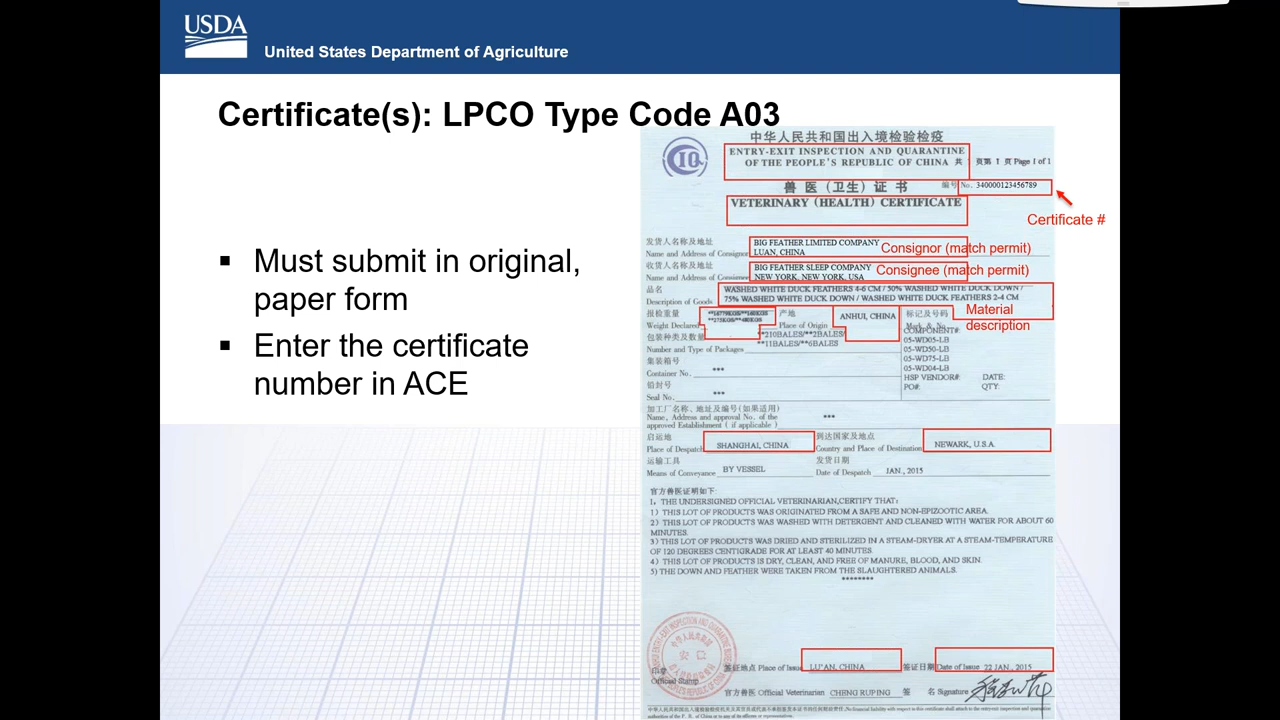 USDA
United States Department of Agriculture
Certificate(s): LPCO Type Code A03
▪ Must submit in original,
paper form
▪ Enter the certificate
number in ACE
中华人民共和国出入境检验检疫
ENTRY-EXIT INSPECTION AND QUARANTINE
OF THE PEOPLE'S REPUBLIC OF CHINA 共 页第 1 页 Page 1 of 1
兽医(卫生)证书 编号 No. 340000123456789
VETERINARY (HEALTH) CERTIFICATE
Certificate #
发货人名称及地址 BIG FEATHER LIMITED COMPANY
Name and Address of Consignor LUAN, CHINA
Consignor (match permit)
收货人名称及地址 BIG FEATHER SLEEP COMPANY
Name and Address of Consignee NEW YORK, NEW YORK, USA
Consignee (match permit)
品名 WASHED WHITE DUCK FEATHERS 4-6 CM / 50% WASHED WHITE DUCK DOWN /
Description of Goods 75% WASHED WHITE DUCK DOWN / WASHED WHITE DUCK FEATHERS 2-4 CM
Material
description
报检重量 产地 ANHUI, CHINA 标记及号码
Weight Declared Place of Origin Mark & No.
包装种类及数量 **210BALES/**2BALES/
Number and Type of Packages **11BALES/**6BALES
COMPONENT#:
05-WD05-LB
05-WD50-LB
05-WD75-LB
05-WD04-LB
HSP VENDOR#: DATE:
PO#: QTY:
集装箱号
Container No. ***
铅封号
Seal No. ***
加工厂名称、地址及编号(如果适用)
Name, Address and approval No. of the
approved Establishment ( if applicable ) ***
启运地 到达国家及地点
Place of Despatch SHANGHAI, CHINA Country and Place of Destination NEWARK, U.S.A.
运输工具 发货日期
Means of Conveyance BY VESSEL Date of Despatch JAN., 2015
官方兽医证明如下:
I, THE UNDERSIGNED OFFICIAL VETERINARIAN,CERTIFY THAT:
1) THIS LOT OF PRODUCTS WAS ORIGINATED FROM A SAFE AND NON-EPIZOOTIC AREA.
2) THIS LOT OF PRODUCT WAS WASHED WITH DETERGENT AND CLEANED WITH WATER FOR ABOUT 60
MINUTES.
3) THIS LOT OF PRODUCTS WAS DRIED AND STERILIZED IN A STEAM-DRYER AT A STEAM-TEMPERATURE
OF 120 DEGREES CENTIGRADE FOR AT LEAST 40 MINUTES.
4) THIS LOT OF PRODUCTS IS DRY, CLEAN, AND FREE OF MANURE, BLOOD, AND SKIN.
5) THE DOWN AND FEATHER WERE TAKEN FROM THE SLAUGHTERED ANIMALS.
********
印章 签证地点 Place of Issue LU'AN, CHINA 签证日期 Date of Issue 22 JAN., 2015
Official Stamp
官方兽医 Official Veterinarian CHENG RUPING 签 名 Signature